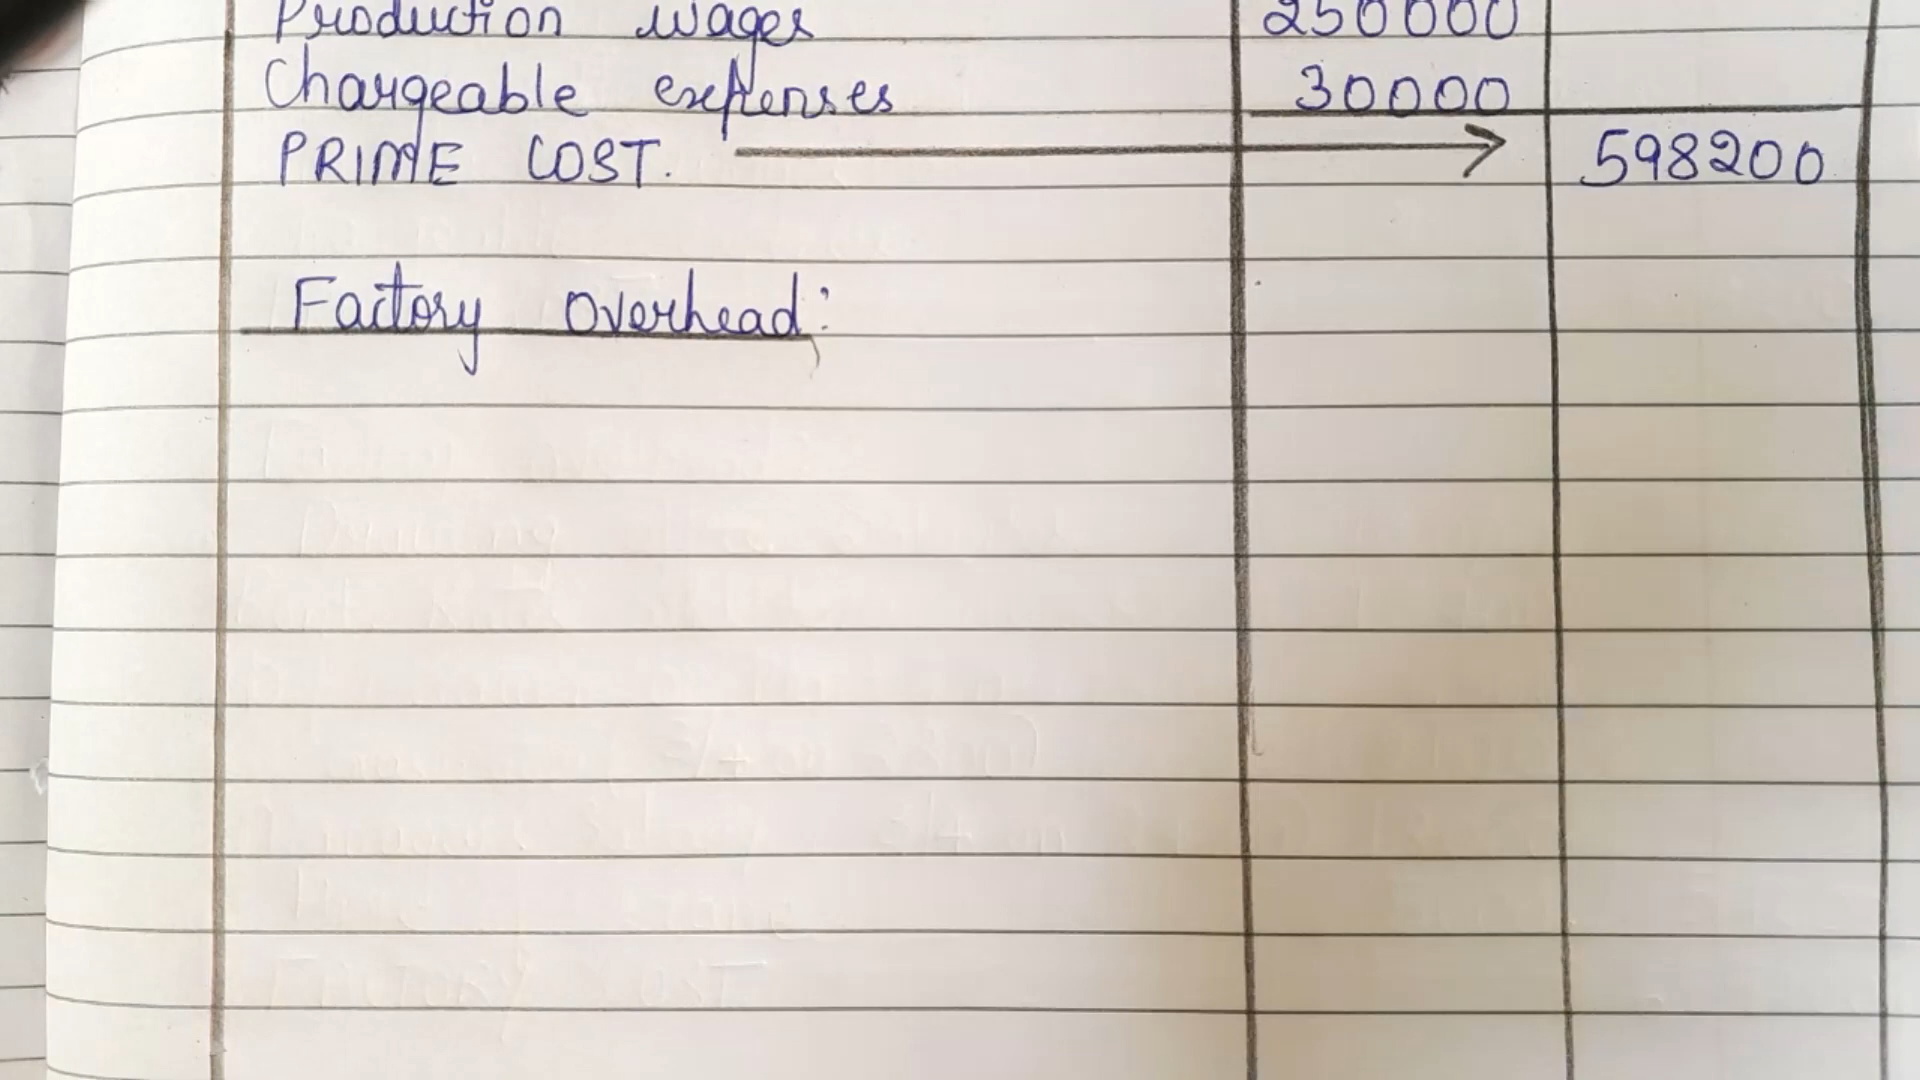 Production wages 250000
Chargeable expenses 30000
PRIME COST. 598200
Factory Overhead: